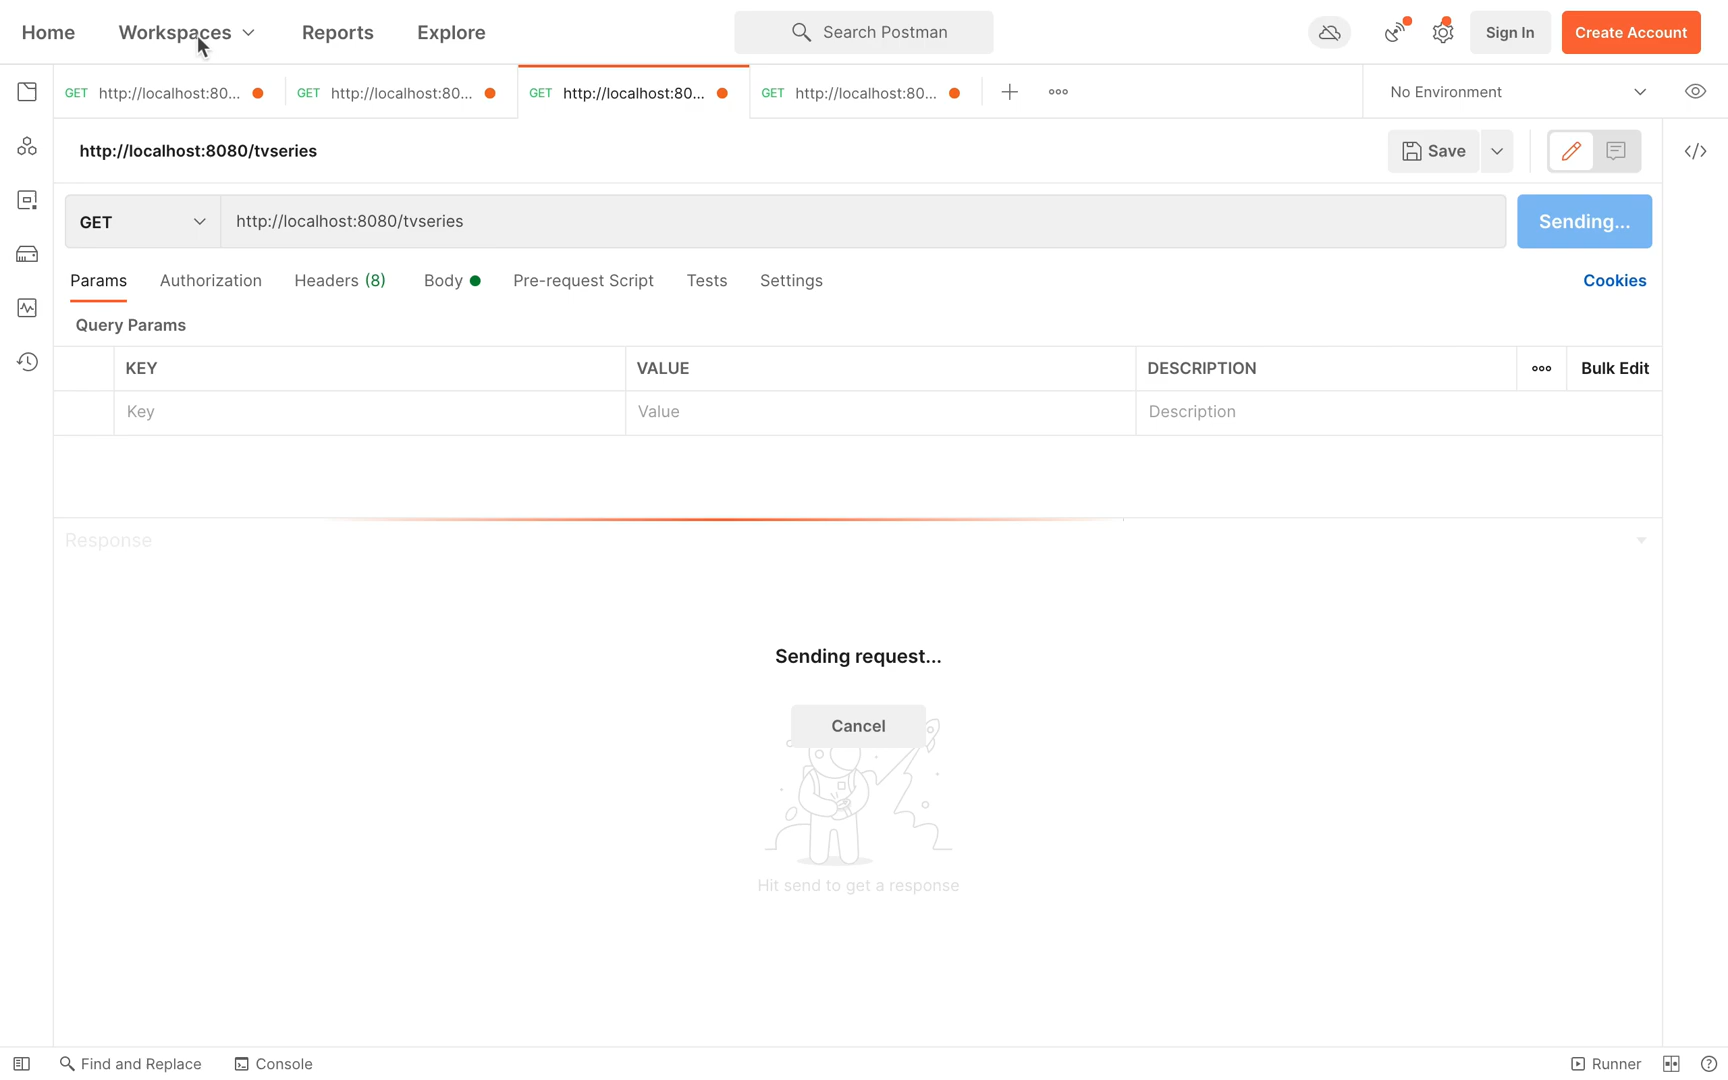 Home Workspaces Reports Explore Search Postman Sign In Create Account
GET http://localhost:80... GET http://localhost:80... GET http://localhost:80... GET http://localhost:80... No Environment
http://localhost:8080/tvseries Save
GET http://localhost:8080/tvseries Sending...
Params Authorization Headers (8) Body Pre-request Script Tests Settings Cookies
Query Params
KEY VALUE DESCRIPTION Bulk Edit
Key Value Description
Response
Sending request...
Cancel
Hit send to get a response
Find and Replace Console Runner